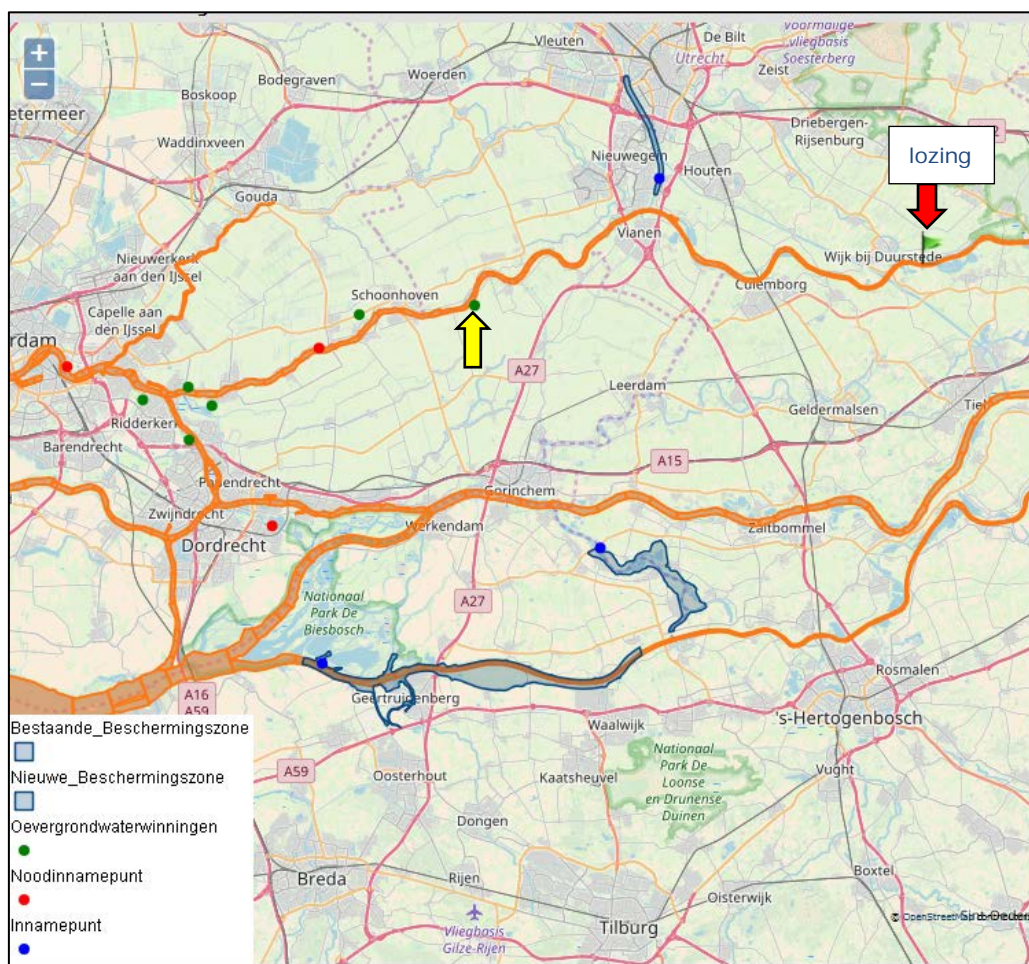 +
−
Vleuten
De Bilt
Utrecht
Voormalige
vliegbasis
Soesterberg
Zeist
Bodegraven
Woerden
Boskoop
etermeer
Waddinxveen
Driebergen-
Rijsenburg
lozing
Nieuwegein
Houten
Gouda
Vianen
Wijk bij Duurstede
Nieuwerkerk
aan den IJssel
Schoonhoven
Culemborg
Capelle aan
den IJssel
rdam
A27
Leerdam
Geldermalsen
Tiel
Ridderkerk
Barendrecht
A15
Papendrecht
Gorinchem
Zwijndrecht
Werkendam
Zaltbommel
Dordrecht
Nationaal
Park De
Biesbosch
A27
Rosmalen
A16
A59
Geertruidenberg
Waalwijk
's-Hertogenbosch
Bestaande_Beschermingszone
Nieuwe_Beschermingszone
Oevergrondwaterwinningen
Noodinnamepunt
Innamepunt
A59
Oosterhout
Kaatsheuvel
Nationaal
Park De
Loonse
en Drunense
Duinen
Vught
Dongen
Boxtel
Breda
Rijen
Oisterwijk
Vliegbasis
Gilze-Rijen
Tilburg
© OpenStreetMap contributors